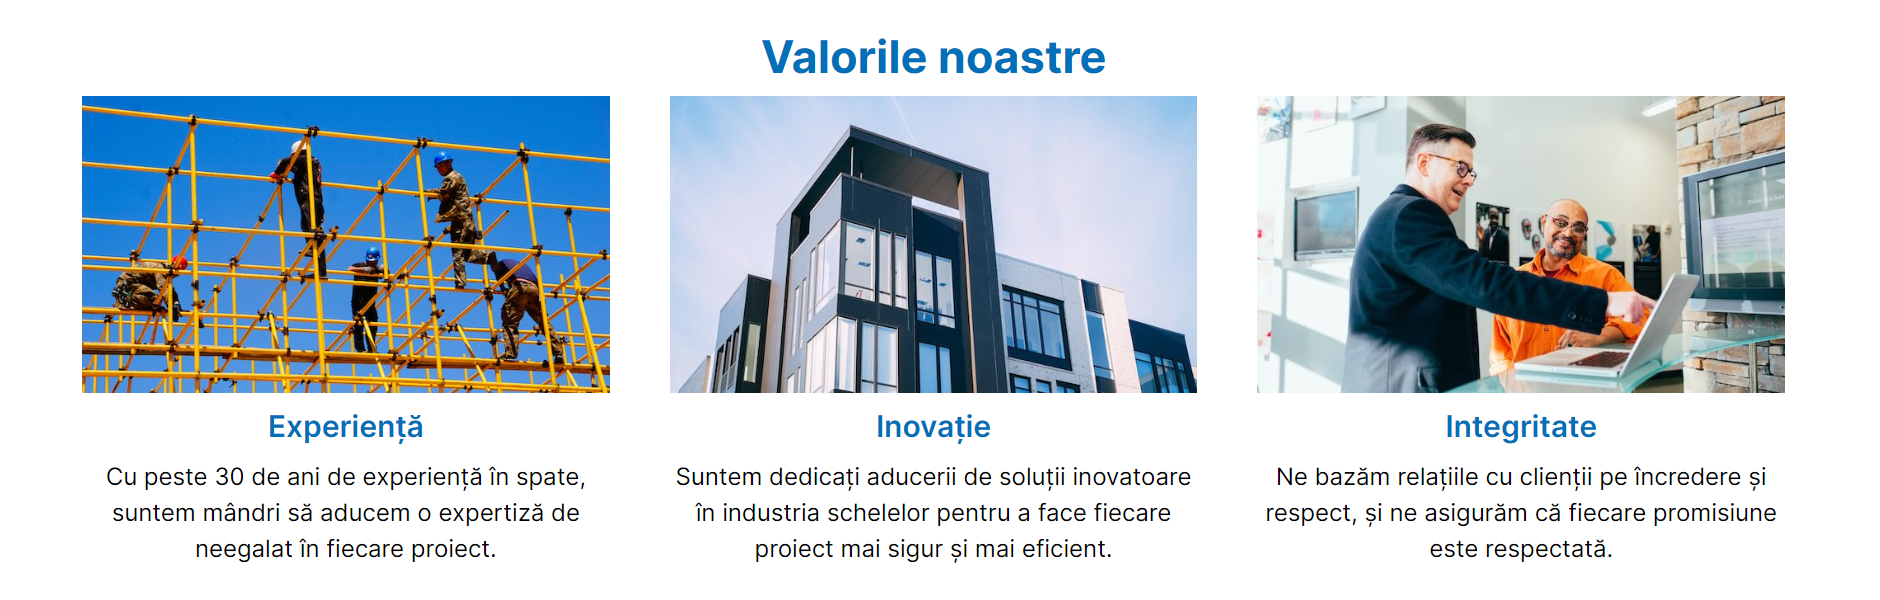 Valorile noastre
Experiență
Cu peste 30 de ani de experiență în spate,
suntem mândri să aducem o expertiză de
neegalat în fiecare proiect.
Inovație
Suntem dedicați aducerii de soluții inovatoare
în industria schelelor pentru a face fiecare
proiect mai sigur și mai eficient.
Integritate
Ne bazăm relațiile cu clienții pe încredere și
respect, și ne asigurăm că fiecare promisiune
este respectată.